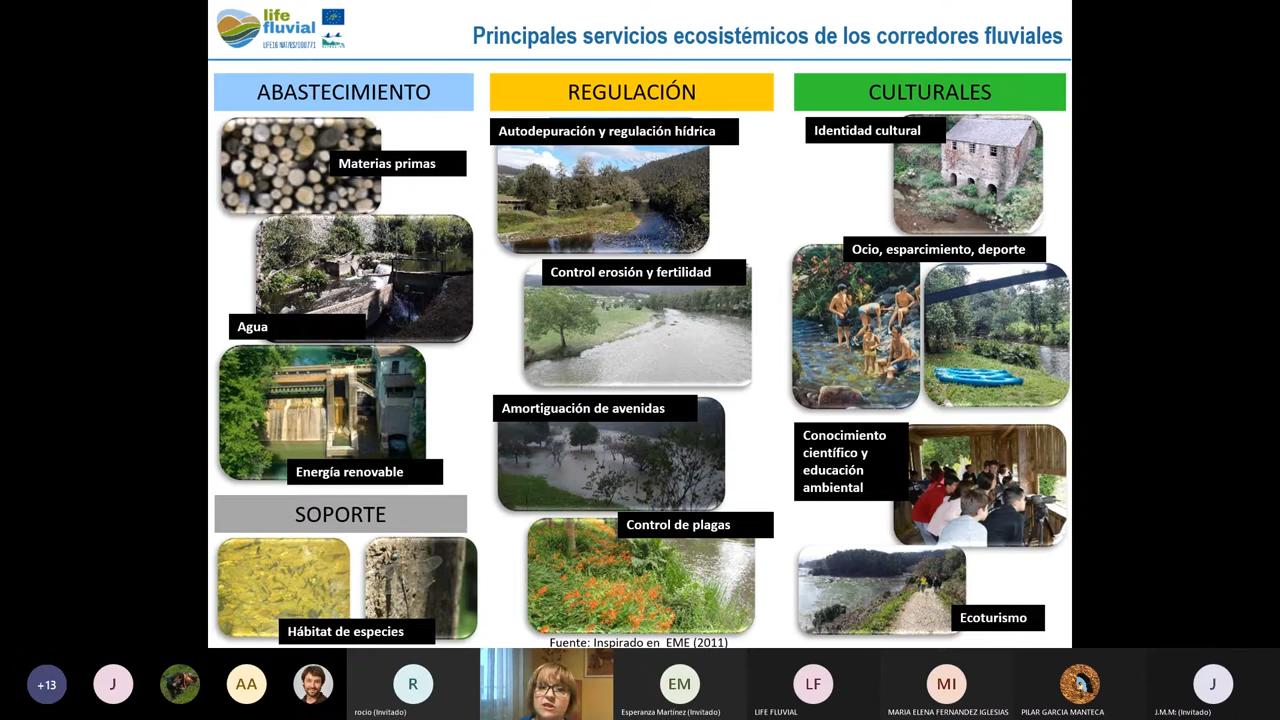 life
fluvial
LIFE16 NAT/ES/000771
Principales servicios ecosistémicos de los corredores fluviales
ABASTECIMIENTO
Materias primas
Agua
Energía renovable
SOPORTE
Hábitat de especies
REGULACIÓN
Autodepuración y regulación hídrica
Control erosión y fertilidad
Amortiguación de avenidas
Control de plagas
Fuente: Inspirado en EME (2011)
CULTURALES
Identidad cultural
Ocio, esparcimiento, deporte
Conocimiento
científico y
educación
ambiental
Ecoturismo
+13
J
AA
R
rocio (Invitado)
EM
Esperanza Martínez (Invitado)
LF
LIFE FLUVIAL
MI
MARIA ELENA FERNANDEZ IGLESIAS
PILAR GARCIA MANTECA
J
J.M.M: (Invitado)